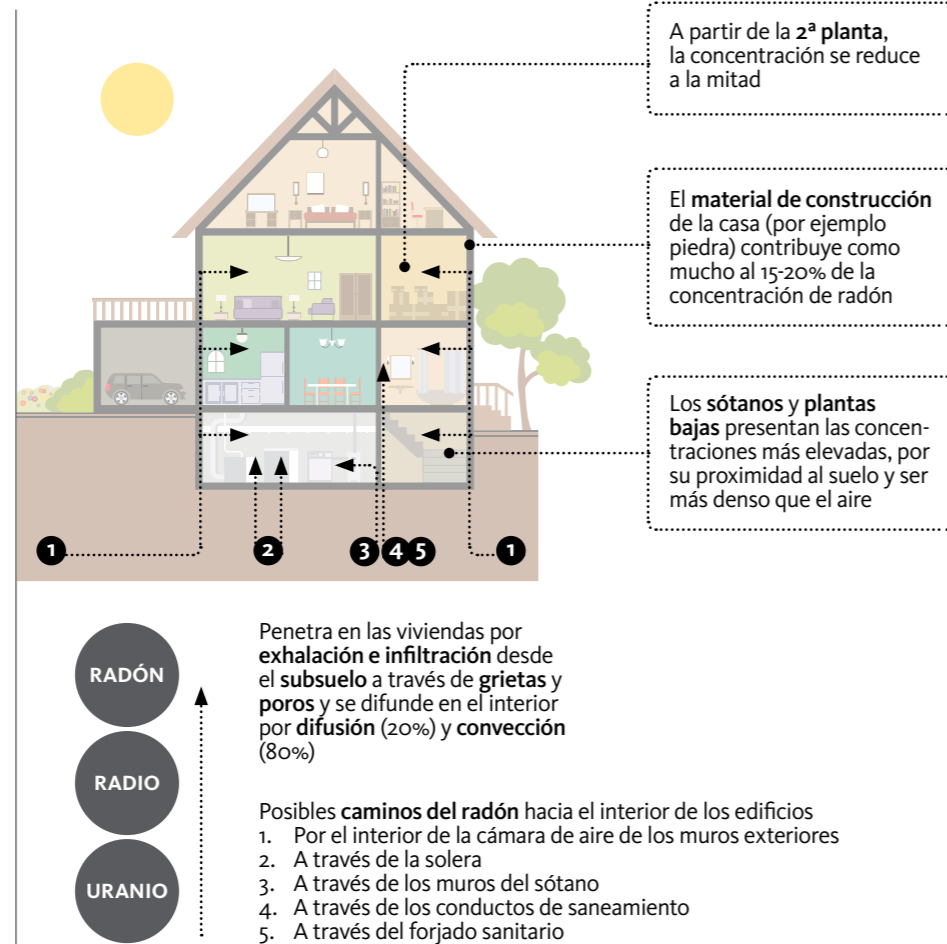 A partir de la 2ª planta,
la concentración se reduce
a la mitad
El material de construcción
de la casa (por ejemplo
piedra) contribuye como
mucho al 15-20% de la
concentración de radón
Los sótanos y plantas
bajas presentan las concen-
traciones más elevadas, por
su proximidad al suelo y ser
más denso que el aire
1 2 3 4 5 1
RADÓN
RADIO
URANIO
Penetra en las viviendas por
exhalación e infiltración desde
el subsuelo a través de grietas y
poros y se difunde en el interior
por difusión (20%) y convección
(80%)
Posibles caminos del radón hacia el interior de los edificios
1. Por el interior de la cámara de aire de los muros exteriores
2. A través de la solera
3. A través de los muros del sótano
4. A través de los conductos de saneamiento
5. A través del forjado sanitario